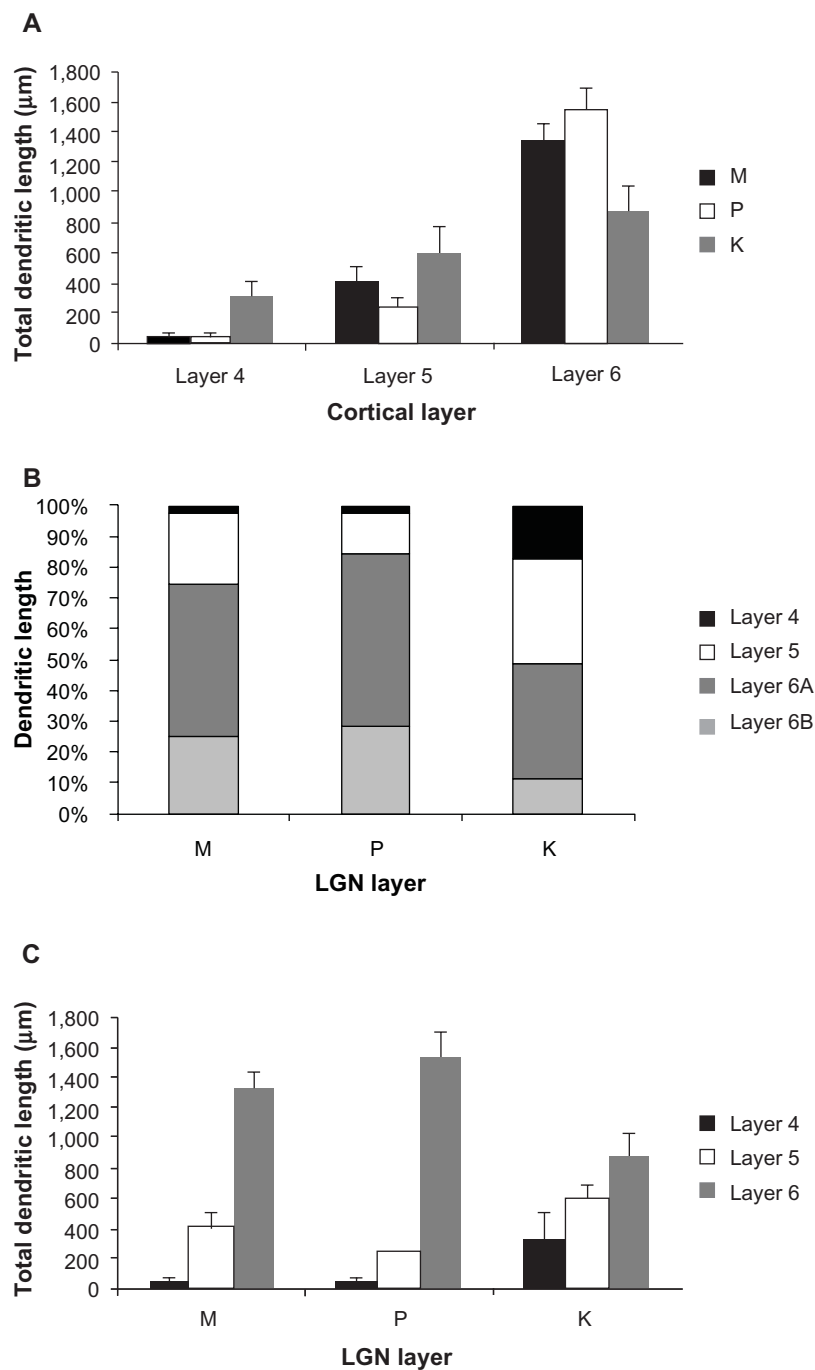 A
Total dendritic length (μm)
1,800
1,600
1,400
1,200
1,000
800
600
400
200
0
Layer 4
Layer 5
Layer 6
Cortical layer
M
P
K
B
Dendritic length
100%
90%
80%
70%
60%
50%
40%
30%
20%
10%
0%
M
P
K
LGN layer
Layer 4
Layer 5
Layer 6A
Layer 6B
C
Total dendritic length (μm)
1,800
1,600
1,400
1,200
1,000
800
600
400
200
0
M
P
K
LGN layer
Layer 4
Layer 5
Layer 6